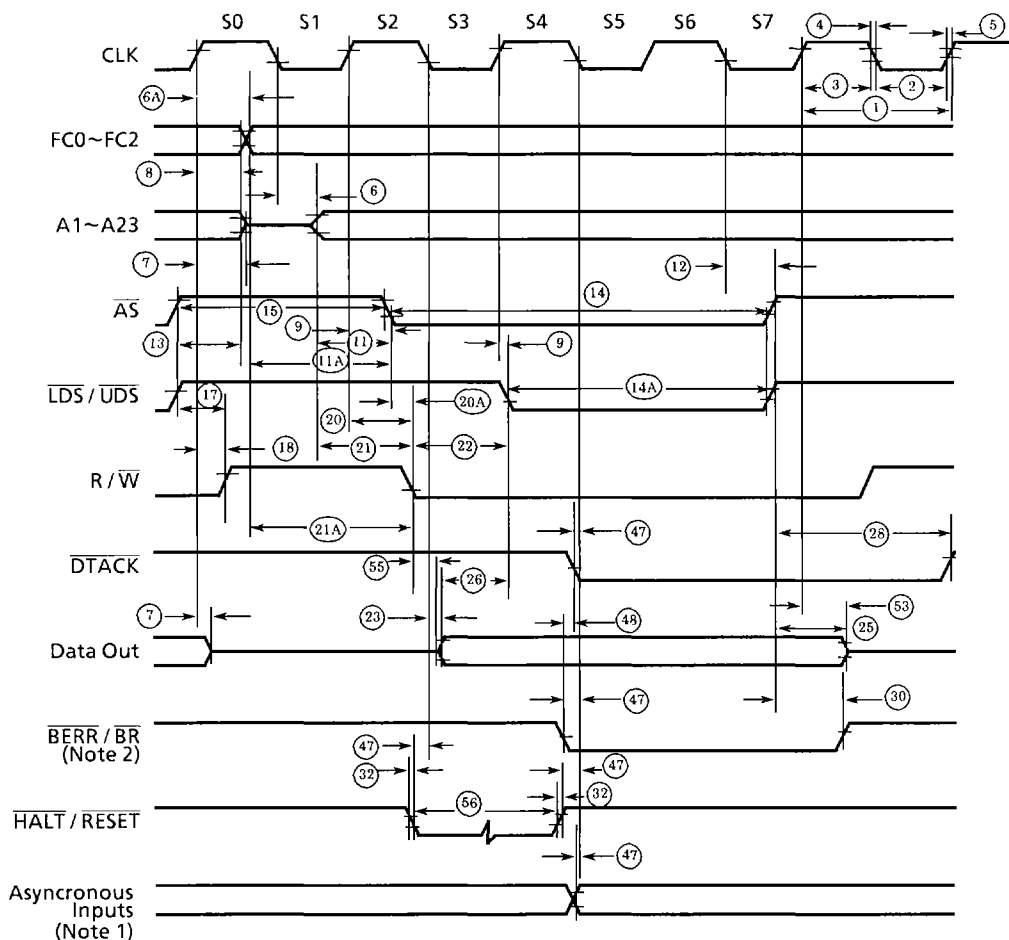 S0 S1 S2 S3 S4 S5 S6 S7
CLK
4
5
3
2
1
6A
FC0~FC2
8
6
A1~A23
7
12
AS
15
14
9
11
9
13
11A
LDS / UDS
14A
17
20A
20
18
21
22
R / W
21A
47
28
DTACK
55
26
7
23
48
53
25
Data Out
47
30
BERR / BR
(Note 2)
47
47
32
32
56
HALT / RESET
47
Asyncronous
Inputs
(Note 1)